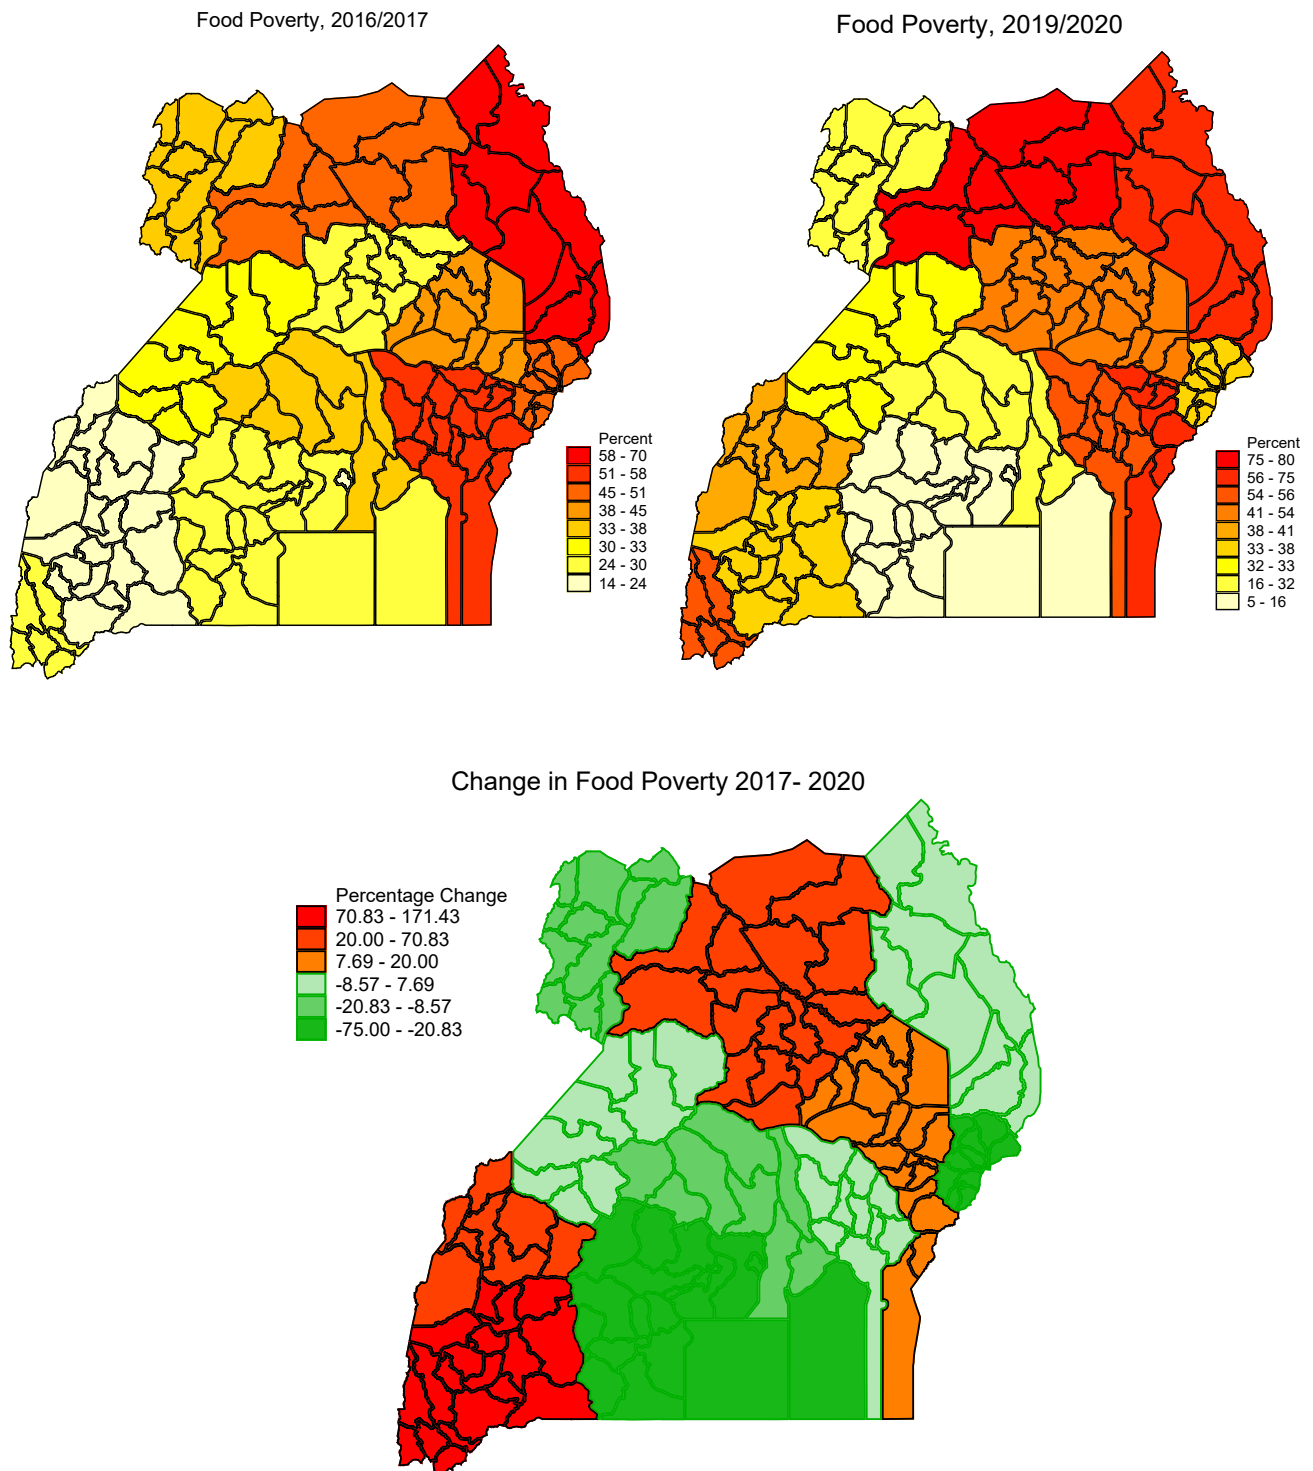 Food Poverty, 2016/2017
Percent
58 - 70
51 - 58
45 - 51
38 - 45
33 - 38
30 - 33
24 - 30
14 - 24
Food Poverty, 2019/2020
Percent
75 - 80
56 - 75
54 - 56
41 - 54
38 - 41
33 - 38
32 - 33
16 - 32
5 - 16
Change in Food Poverty 2017- 2020
Percentage Change
70.83 - 171.43
20.00 - 70.83
7.69 - 20.00
-8.57 - 7.69
-20.83 - -8.57
-75.00 - -20.83